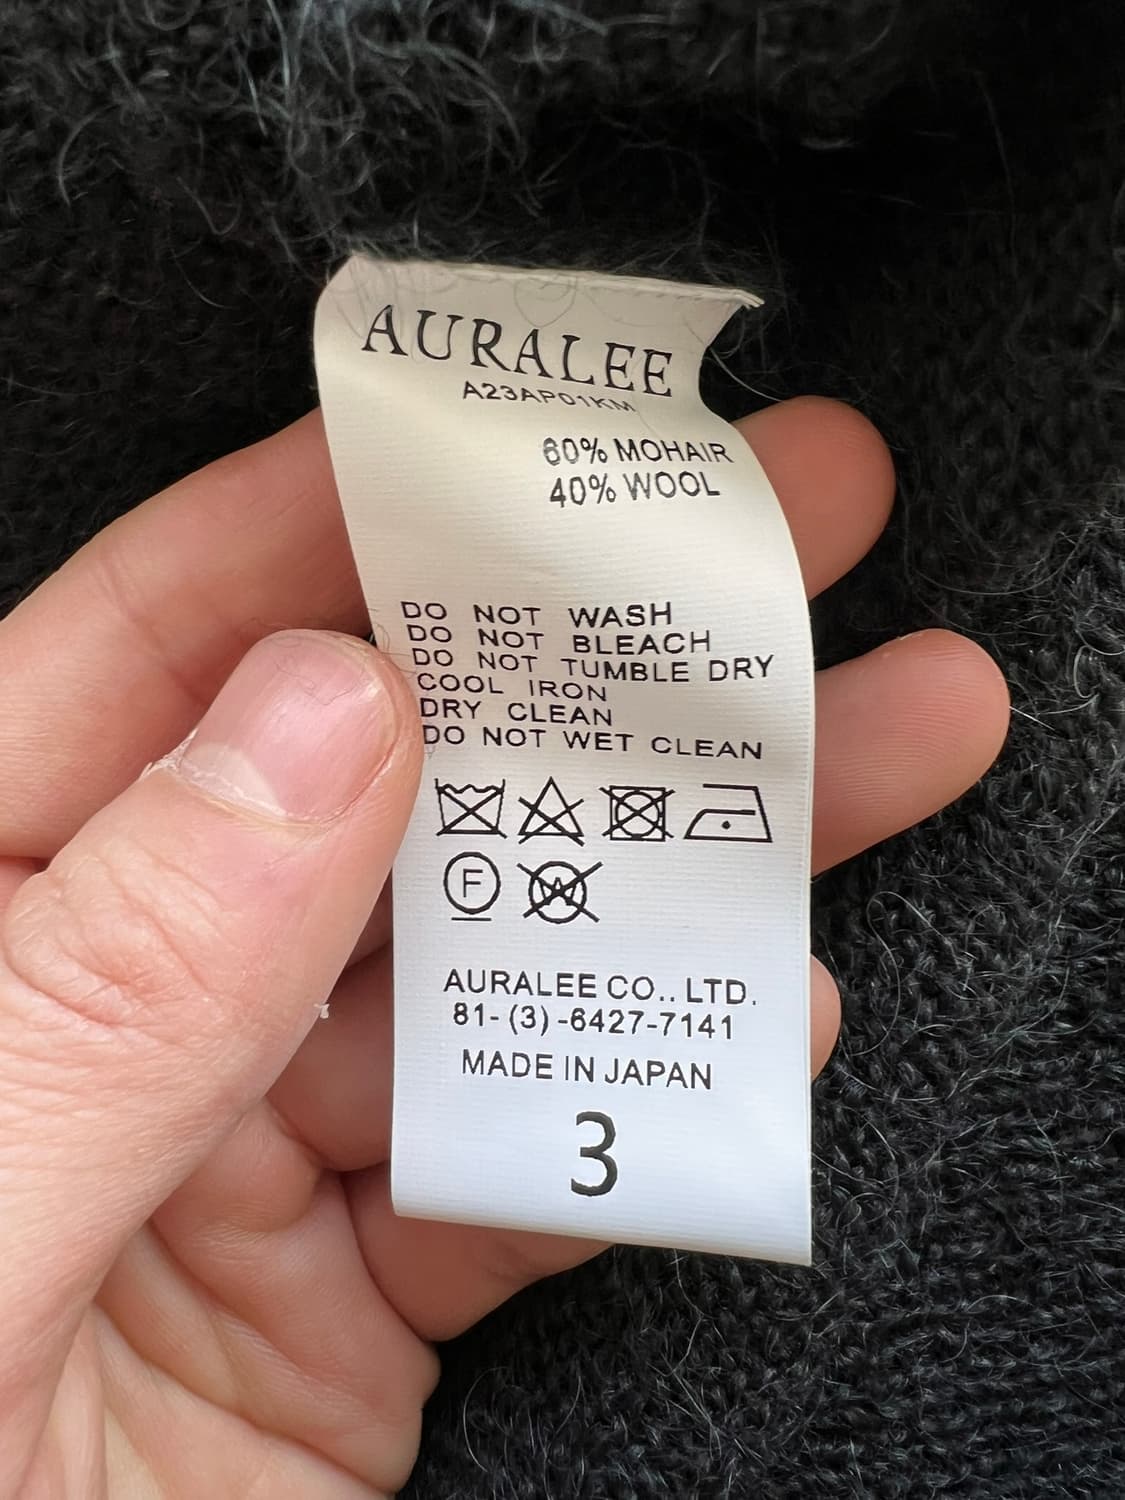 AURALEE
A23AP01KM
60% MOHAIR
40% WOOL
DO NOT WASH
DO NOT BLEACH
DO NOT TUMBLE DRY
COOL IRON
DRY CLEAN
DO NOT WET CLEAN
F W
AURALEE CO., LTD.
81-(3)-6427-7141
MADE IN JAPAN
3